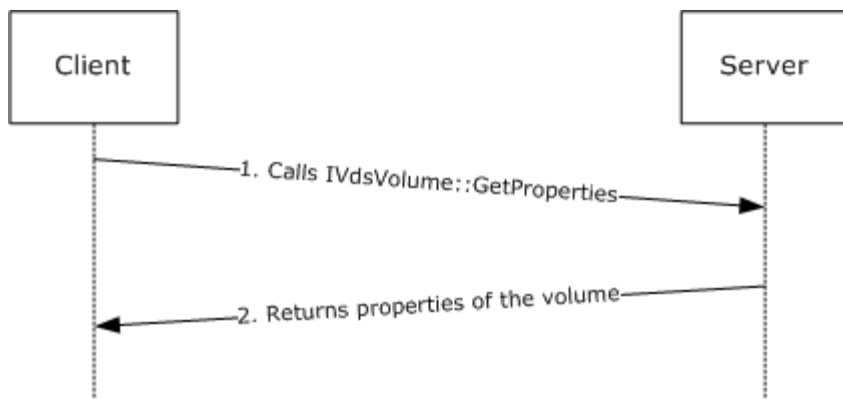 Client
Server
1. Calls IVdsVolume::GetProperties
2. Returns properties of the volume